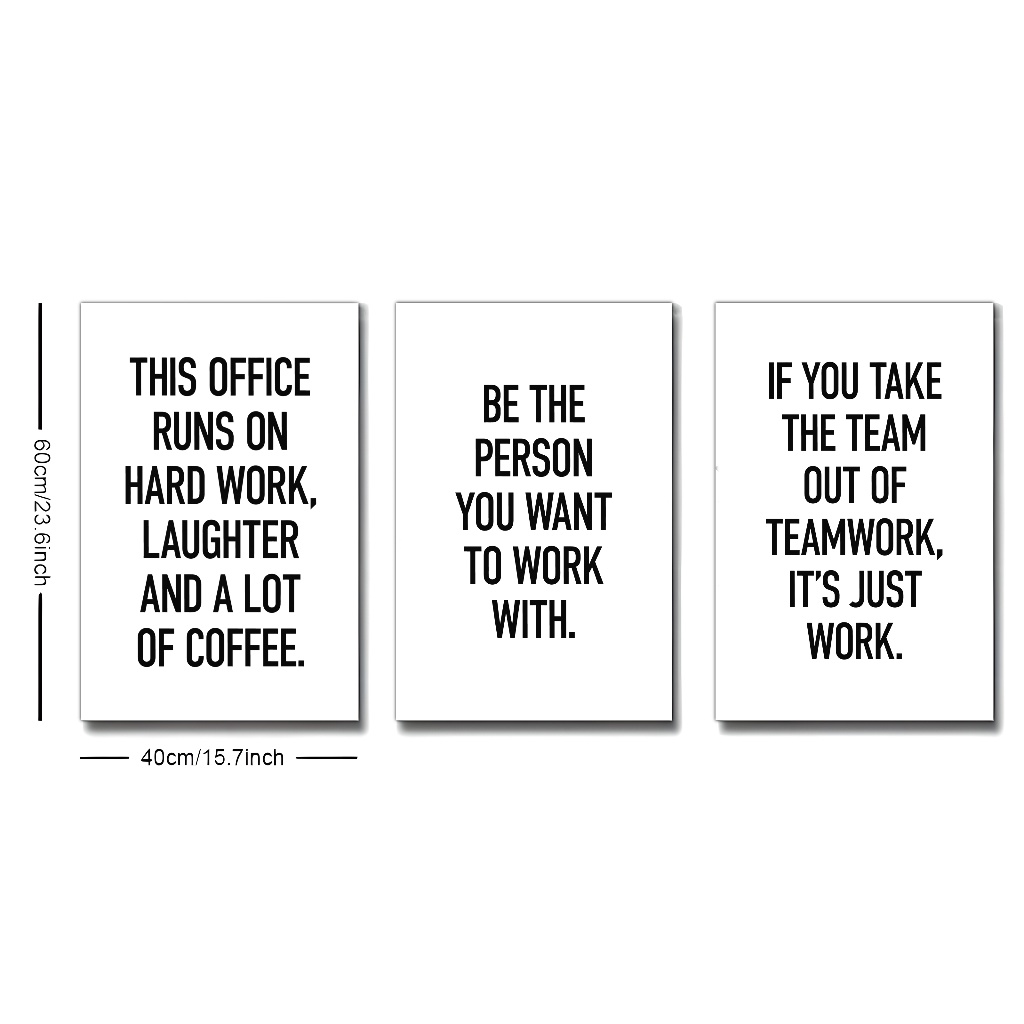 THIS OFFICE
RUNS ON
HARD WORK,
LAUGHTER
AND A LOT
OF COFFEE.
BE THE
PERSON
YOU WANT
TO WORK
WITH.
IF YOU TAKE
THE TEAM
OUT OF
TEAMWORK,
IT'S JUST
WORK.
60cm/23.6inch
40cm/15.7inch